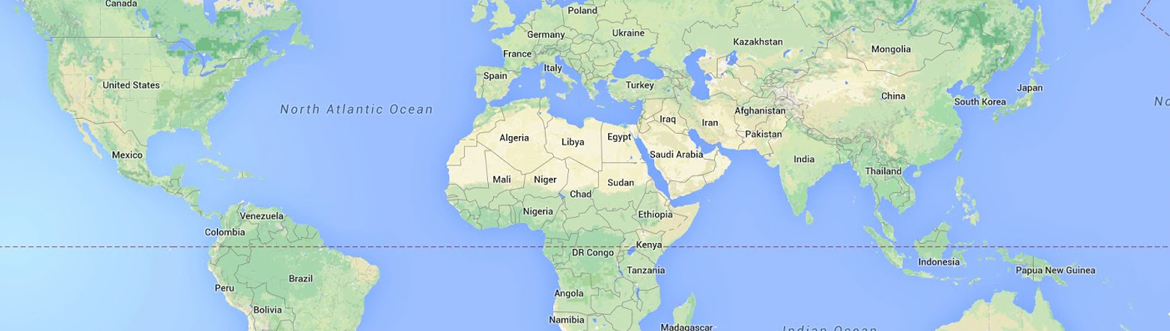 Canada
Poland
Germany
Ukraine
France
Kazakhstan
Mongolia
Italy
Spain
United States
Turkey
Japan
China
South Korea
North Atlantic Ocean
Afghanistan
Iraq
Iran
Pakistan
Algeria
Libya
Egypt
Mexico
Saudi Arabia
India
Thailand
Mali
Niger
Sudan
Chad
Nigeria
Ethiopia
Venezuela
Colombia
Kenya
DR Congo
Indonesia
Tanzania
Papua New Guinea
Brazil
Peru
Angola
Bolivia
Namibia
Madagascar
Indian Ocean